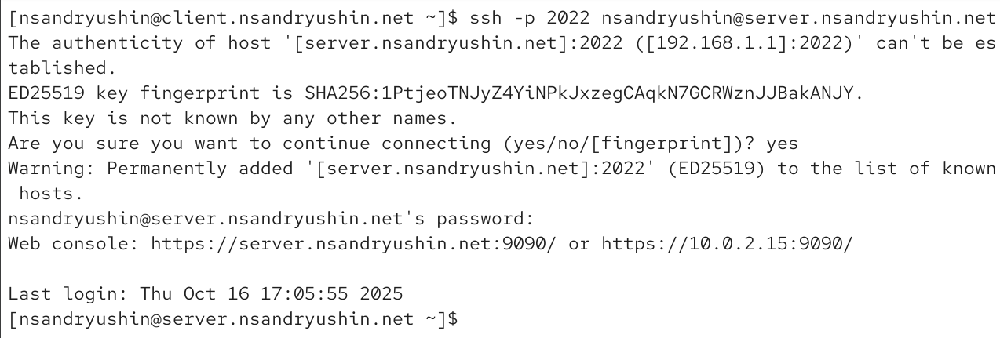 [nsandryushin@client.nsandryushin.net ~]$ ssh -p 2022 nsandryushin@server.nsandryushin.net
The authenticity of host '[server.nsandryushin.net]:2022 ([192.168.1.1]:2022)' can't be es
tablished.
ED25519 key fingerprint is SHA256:1PtjeoTNJyZ4YiNPkJxzegCAqkN7GCRWznJJBakANJY.
This key is not known by any other names.
Are you sure you want to continue connecting (yes/no/[fingerprint])? yes
Warning: Permanently added '[server.nsandryushin.net]:2022' (ED25519) to the list of known
 hosts.
nsandryushin@server.nsandryushin.net's password:
Web console: https://server.nsandryushin.net:9090/ or https://10.0.2.15:9090/

Last login: Thu Oct 16 17:05:55 2025
[nsandryushin@server.nsandryushin.net ~]$